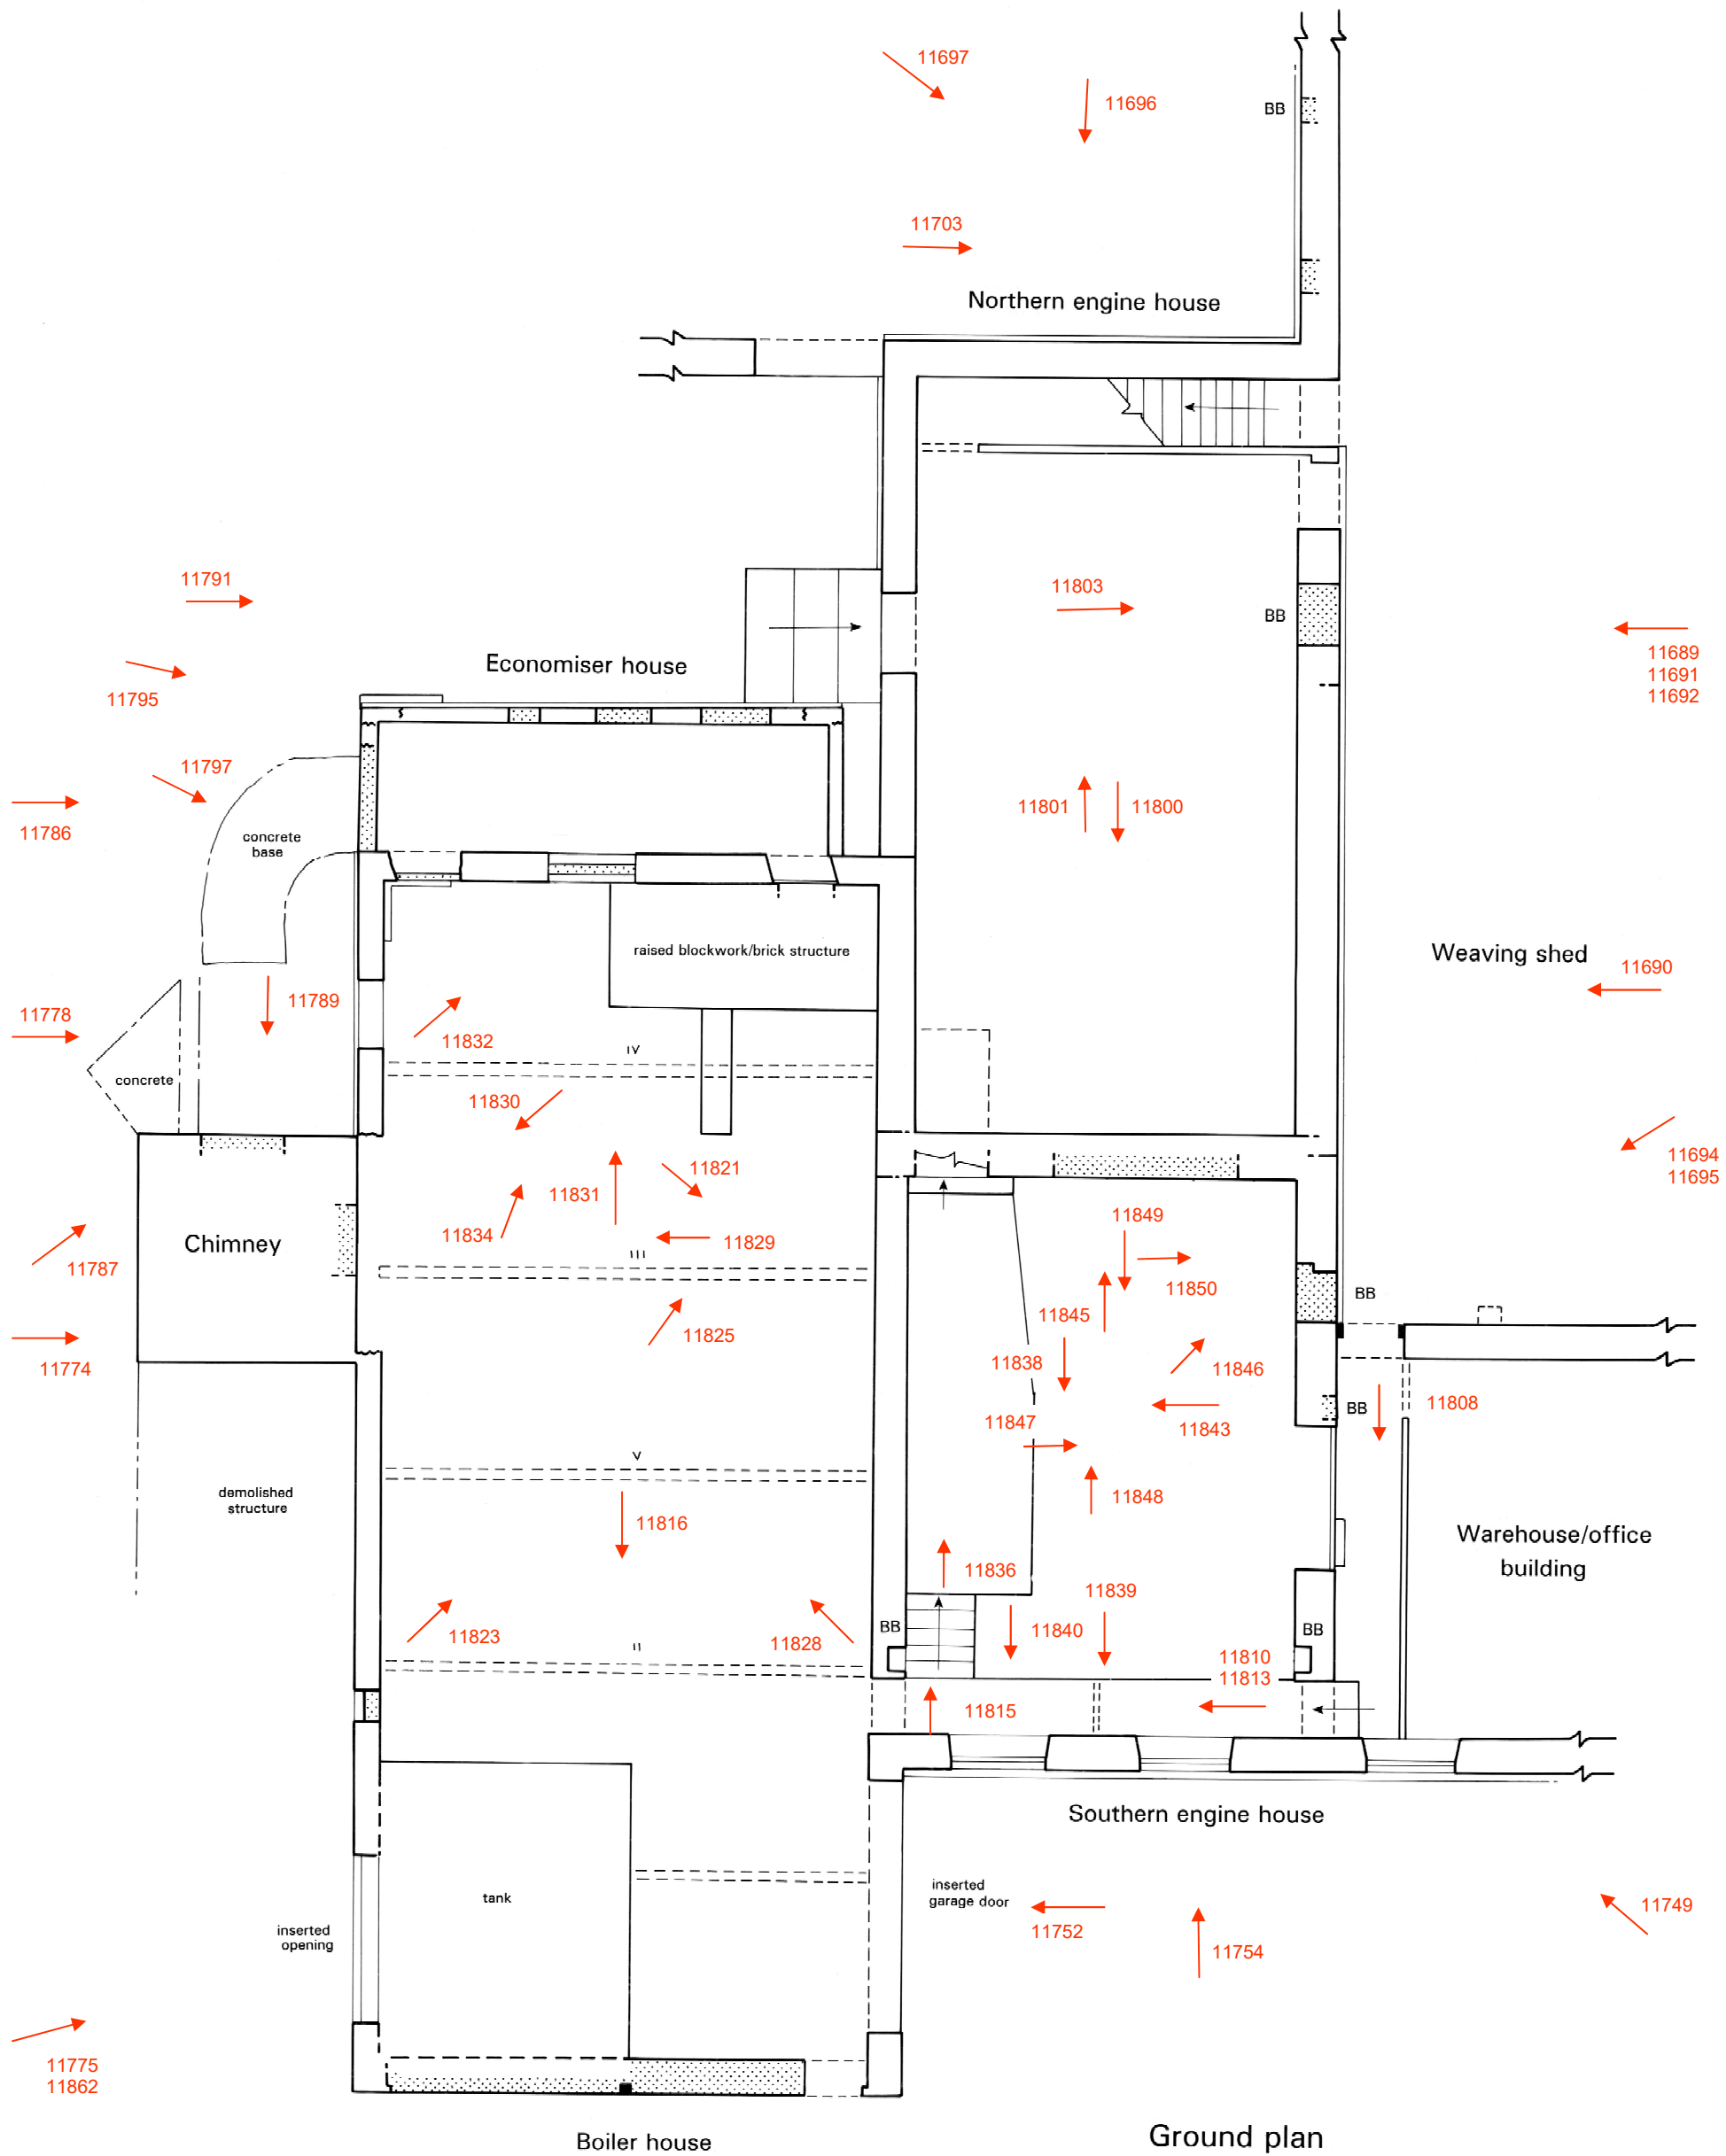 11697
11696
BB
11703
Northern engine house
11791
11803
BB
11689
11691
11692
Economiser house
11795
11797
11786
11801
11800
concrete
base
raised blockwork/brick structure
Weaving shed
11690
11789
11778
11832
IV
concrete
11830
11821
11831
11694
11695
11834
11829
Chimney
III
11787
11849
11850
BB
11845
11825
11838
11846
11774
11847
11843
BB
11808
V
demolished
structure
11816
11848
Warehouse/office
building
11836
11839
11823
II
11828
BB
11840
BB
11810
11813
11815
Southern engine house
tank
inserted
garage door
11752
11749
inserted
opening
11754
11775
11862
Boiler house
Ground plan